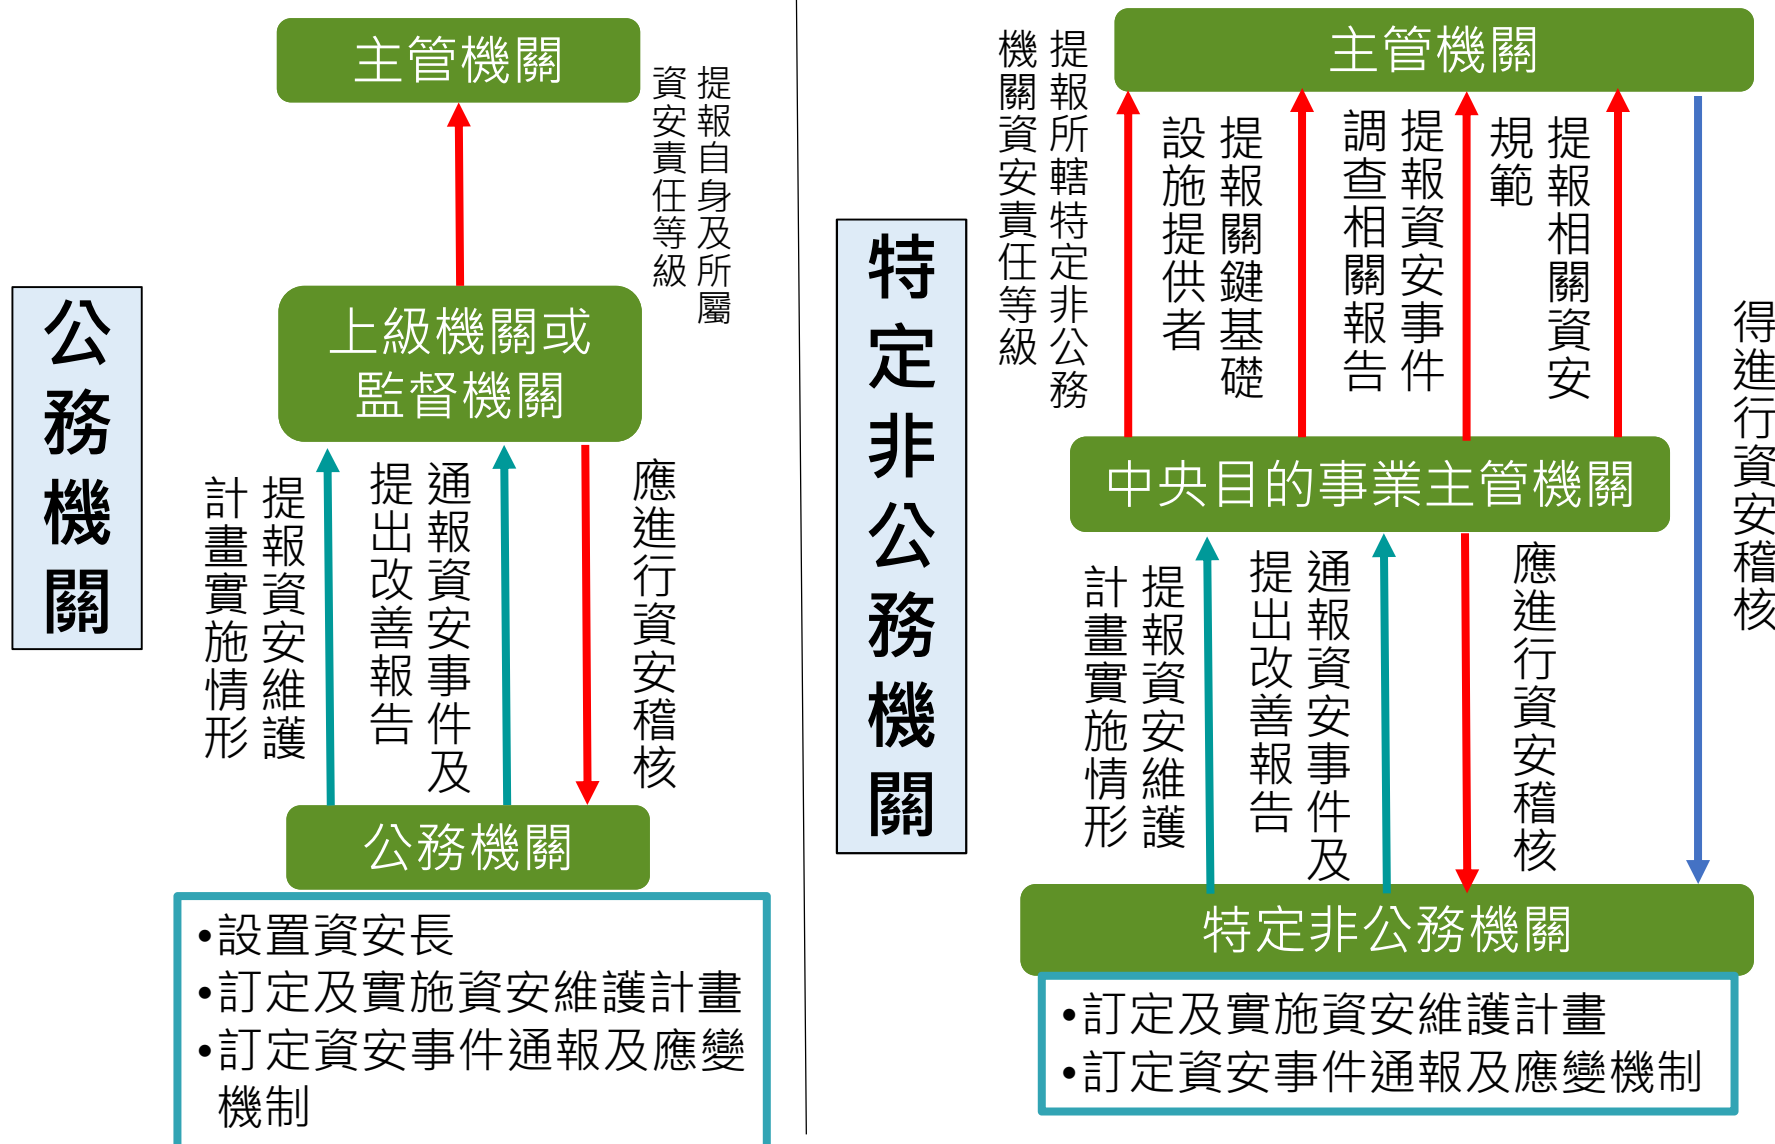 公務機關
主管機關
提報自身及所屬
資安責任等級
上級機關或
監督機關
提報資安維護
計畫實施情形
通報資安事件及
提出改善報告
應進行資安稽核
公務機關
•設置資安長
•訂定及實施資安維護計畫
•訂定資安事件通報及應變
機制
特定非公務機關
主管機關
提報所轄特定非公務
機關資安責任等級
提報關鍵基礎
設施提供者
提報資安事件
調查相關報告
提報相關資安
規範
得進行資安稽核
中央目的事業主管機關
提報資安維護
計畫實施情形
通報資安事件及
提出改善報告
應進行資安稽核
特定非公務機關
•訂定及實施資安維護計畫
•訂定資安事件通報及應變機制